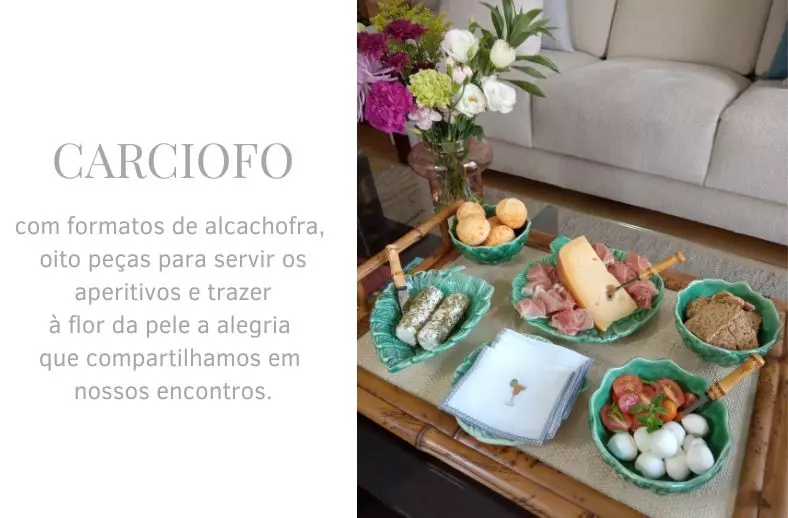 CARCIOFO
com formatos de alcachofra,
oito peças para servir os
aperitivos e trazer
à flor da pele a alegria
que compartilhamos em
nossos encontros.